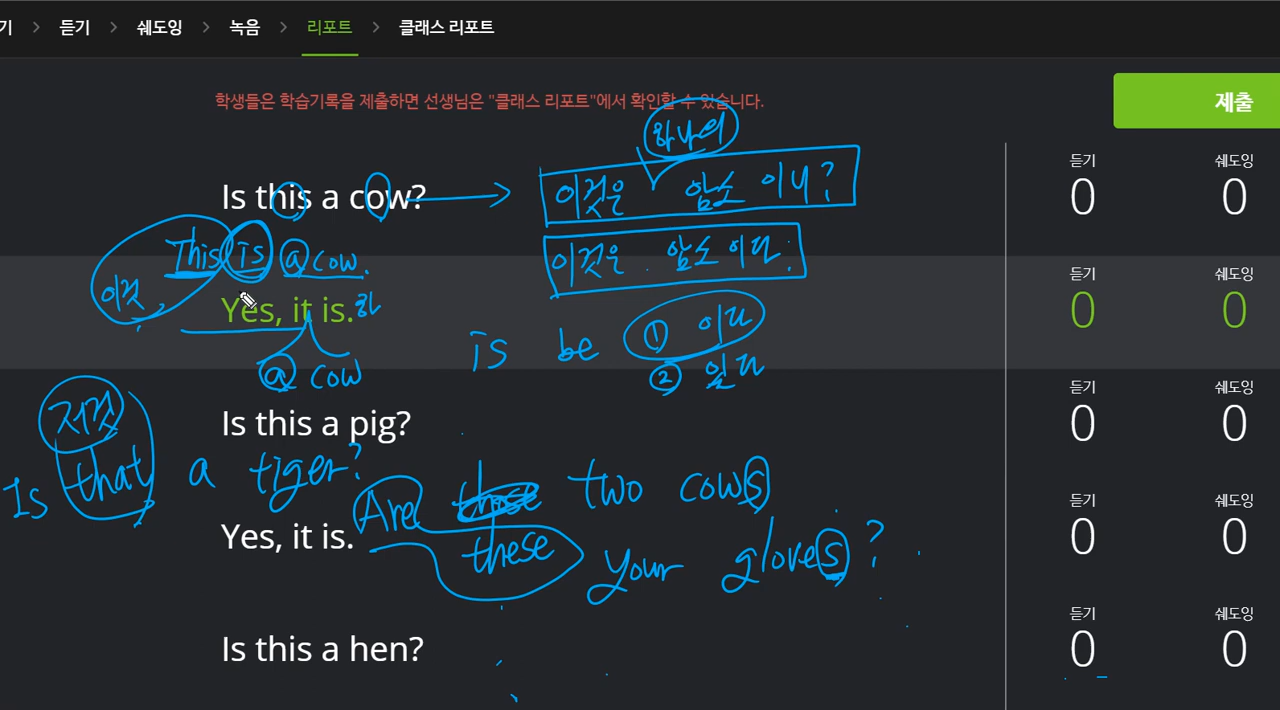 기 > 듣기 > 쉐도잉 > 녹음 > 리포트 > 클래스 리포트
학생들은 학습기록을 제출하면 선생님은 "클래스 리포트"에서 확인할 수 있습니다.
제출
하나의
듣기 쉐도잉
Is this a cow? 이것은 암소 이니? 0 0
This is a cow. 이것은 암소 이다.
이것
듣기 쉐도잉
Yes, it is. 0 0
is be ① 이다
② 있다
a cow
듣기 쉐도잉
저것
Is this a pig? 0 0
Is that a tiger?
Are two cows
듣기 쉐도잉
Yes, it is. 0 0
these your gloves?
듣기 쉐도잉
Is this a hen? 0 0